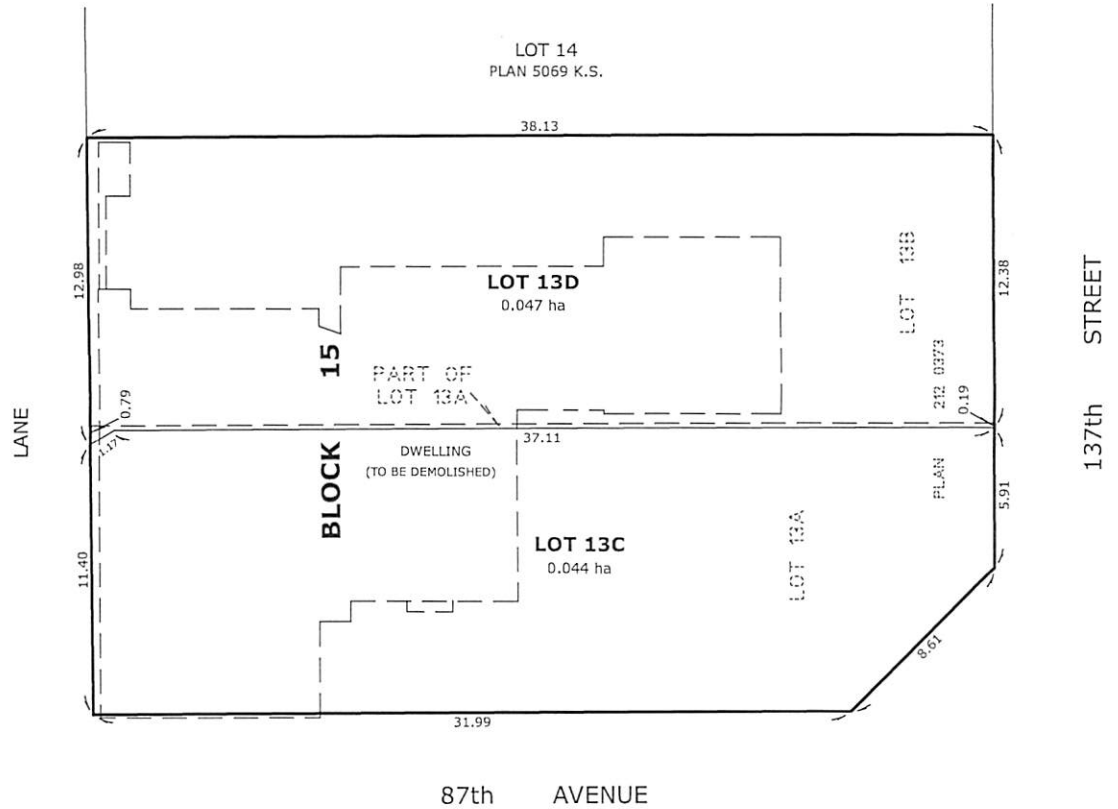 LOT 14
PLAN 5069 K.S.
38.13
12.98
LOT 13D
0.047 ha
LOT 13B
12.38
137th STREET
LANE
15
PART OF
LOT 13A
212 0373
0.79
0.19
37.11
1.17
BLOCK
DWELLING
(TO BE DEMOLISHED)
PLAN
5.91
11.40
LOT 13C
0.044 ha
LOT 13A
8.61
31.99
87th AVENUE